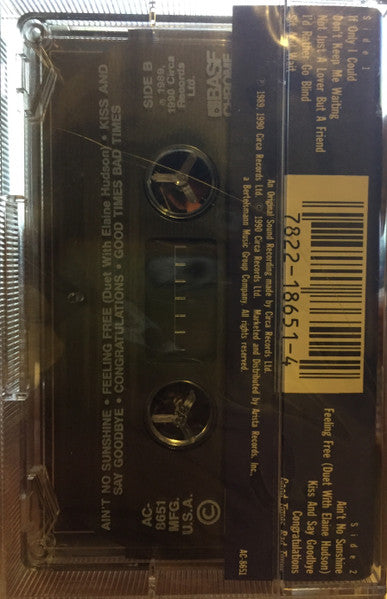 Side 1
If Only I Could
Don't Keep Me Waiting
Not Just A Lover But A Friend
I'd Rather Go Blind
Wild
7822-18651-4
Side 2
Ain't No Sunshine
Feeling Free (Duet With Elaine Hudson)
Kiss And Say Goodbye
Congratulations
Good Times Bad Times
An Original Sound Recording made by Circa Records Ltd.
℗ 1989, 1990 Circa Records Ltd. © 1990 Circa Records Ltd. Marketed and Distributed by Arista Records, Inc.,
a Bertelsmann Music Group Company. All rights reserved.
AC-8651
BASF
SIDE B
℗ 1989,
1990 Circa
Records
Ltd.
AC-
8651
MFG.
U.S.A.
AIN'T NO SUNSHINE • FEELING FREE (Duet With Elaine Hudson) • KISS AND
SAY GOODBYE • CONGRATULATIONS • GOOD TIMES BAD TIMES